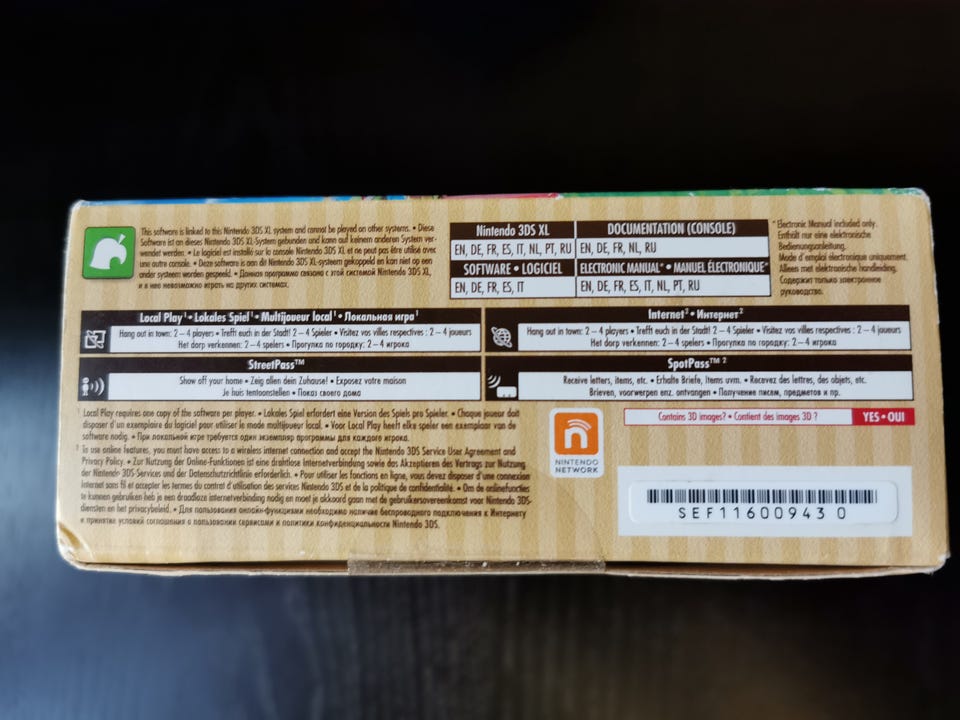 This software is linked to this Nintendo 3DS XL system and cannot be played on other systems. • Diese
Software ist an dieses Nintendo 3DS XL-System gebunden und kann auf keinem anderen System ver-
wendet werden. • Le logiciel est installé sur la console Nintendo 3DS XL et ne peut pas être utilisé avec
une autre console. • Deze software is aan dit Nintendo 3DS XL-systeem gekoppeld en kan niet op een
ander systeem worden gespeeld. • Данная программа связана с этой системой Nintendo 3DS XL,
и в нее невозможно играть на других системах.
Nintendo 3DS XL
DOCUMENTATION (CONSOLE)
EN, DE, FR, ES, IT, NL, PT, RU
EN, DE, FR, NL, RU
SOFTWARE • LOGICIEL
ELECTRONIC MANUAL* • MANUEL ÉLECTRONIQUE*
EN, DE, FR, ES, IT
EN, DE, FR, ES, IT, NL, PT, RU
* Electronic Manual included only.
Enthält nur eine elektronische
Bedienungsanleitung.
Mode d'emploi électronique uniquement.
Alleen met elektronische handleiding.
Содержит только электронное
руководство.
Local Play¹ • Lokales Spiel¹ • Multijoueur local¹ • Локальная игра¹
Hang out in town: 2 – 4 players • Trefft euch in der Stadt! 2 – 4 Spieler • Visitez vos villes respectives : 2 – 4 joueurs
Het dorp verkennen: 2 – 4 spelers • Прогулка по городку: 2 – 4 игрока
Internet² • Интернет²
Hang out in town: 2 – 4 players • Trefft euch in der Stadt! 2 – 4 Spieler • Visitez vos villes respectives : 2 – 4 joueurs
Het dorp verkennen: 2 – 4 spelers • Прогулка по городку: 2 – 4 игрока
StreetPass™
Show off your home • Zeig allen dein Zuhause! • Exposez votre maison
Je huis tentoonstellen • Показ своего дома
SpotPass™ ²
Receive letters, items, etc. • Erhalte Briefe, Items uvm. • Recevez des lettres, des objets, etc.
Brieven, voorwerpen enz. ontvangen • Получение писем, предметов и пр.
¹ Local Play requires one copy of the software per player. • Lokales Spiel erfordert eine Version des Spiels pro Spieler. • Chaque joueur doit
disposer d'un exemplaire du logiciel pour utiliser le mode multijoueur local. • Voor Local Play heeft elke speler een exemplaar van de
software nodig. • При локальной игре требуется один экземпляр программы для каждого игрока.
² To use online features, you must have access to a wireless internet connection and accept the Nintendo 3DS Service User Agreement and
Privacy Policy. • Zur Nutzung der Online-Funktionen ist eine drahtlose Internetverbindung sowie das Akzeptieren des Vertrags zur Nutzung
der Nintendo 3DS-Services und der Datenschutzrichtlinie erforderlich. • Pour utiliser les fonctions en ligne, vous devez disposer d'une connexion
Internet sans fil et accepter les termes du contrat d'utilisation des services Nintendo 3DS et de la politique de confidentialité. • Om de onlinefuncties
te kunnen gebruiken heb je een draadloze internetverbinding nodig en moet je akkoord gaan met de gebruikersovereenkomst voor Nintendo 3DS-
diensten en het privacybeleid. • Для пользования онлайн-функциями необходимо наличие беспроводного подключения к Интернету
и принятие условий соглашения о пользовании сервисами и политики конфиденциальности Nintendo 3DS.
NINTENDO
NETWORK
Contains 3D images? • Contient des images 3D ?
YES • OUI
SEF11600943 0